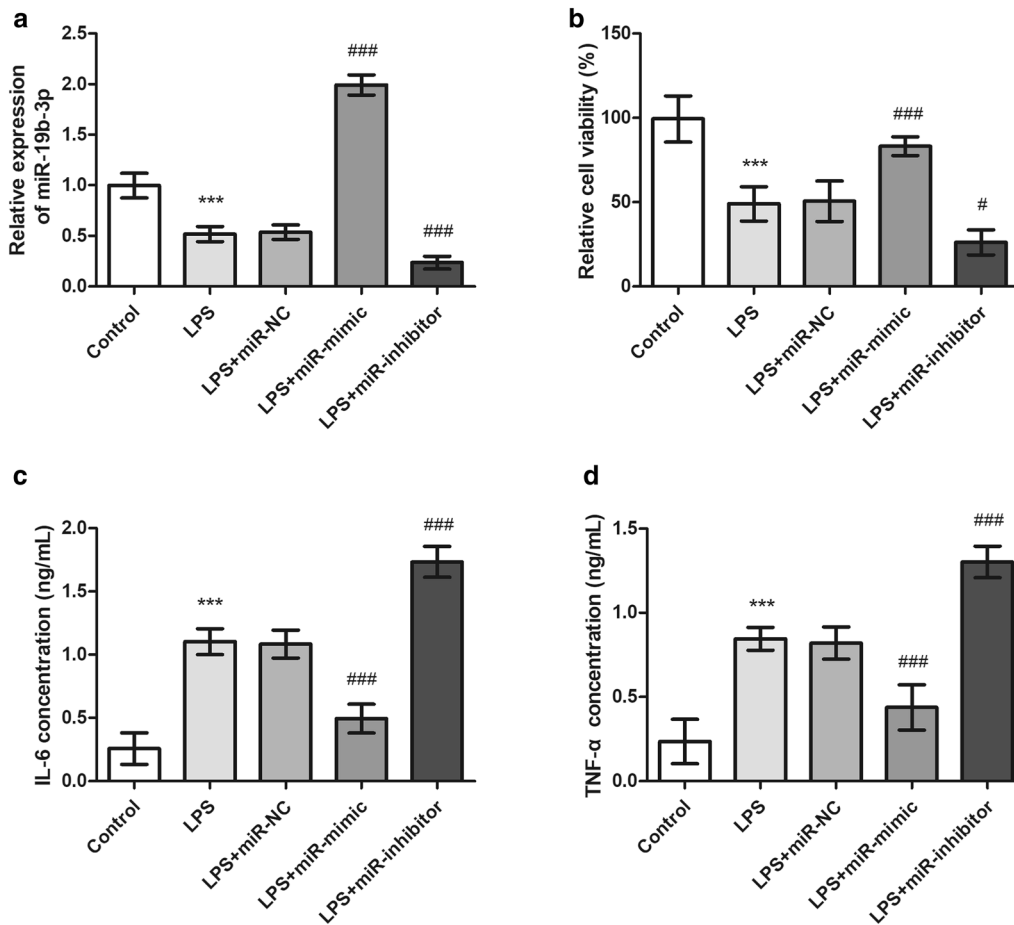 a
Relative expression
of miR-19b-3p
2.5
2.0
1.5
1.0
0.5
0.0
***
###
###
Control
LPS
LPS+miR-NC
LPS+miR-mimic
LPS+miR-inhibitor
b
Relative cell viability (%)
150
100
50
0
***
###
#
Control
LPS
LPS+miR-NC
LPS+miR-mimic
LPS+miR-inhibitor
c
IL-6 concentration (ng/mL)
2.0
1.5
1.0
0.5
0.0
***
###
###
Control
LPS
LPS+miR-NC
LPS+miR-mimic
LPS+miR-inhibitor
d
TNF-α concentration (ng/mL)
1.5
1.0
0.5
0.0
***
###
###
Control
LPS
LPS+miR-NC
LPS+miR-mimic
LPS+miR-inhibitor